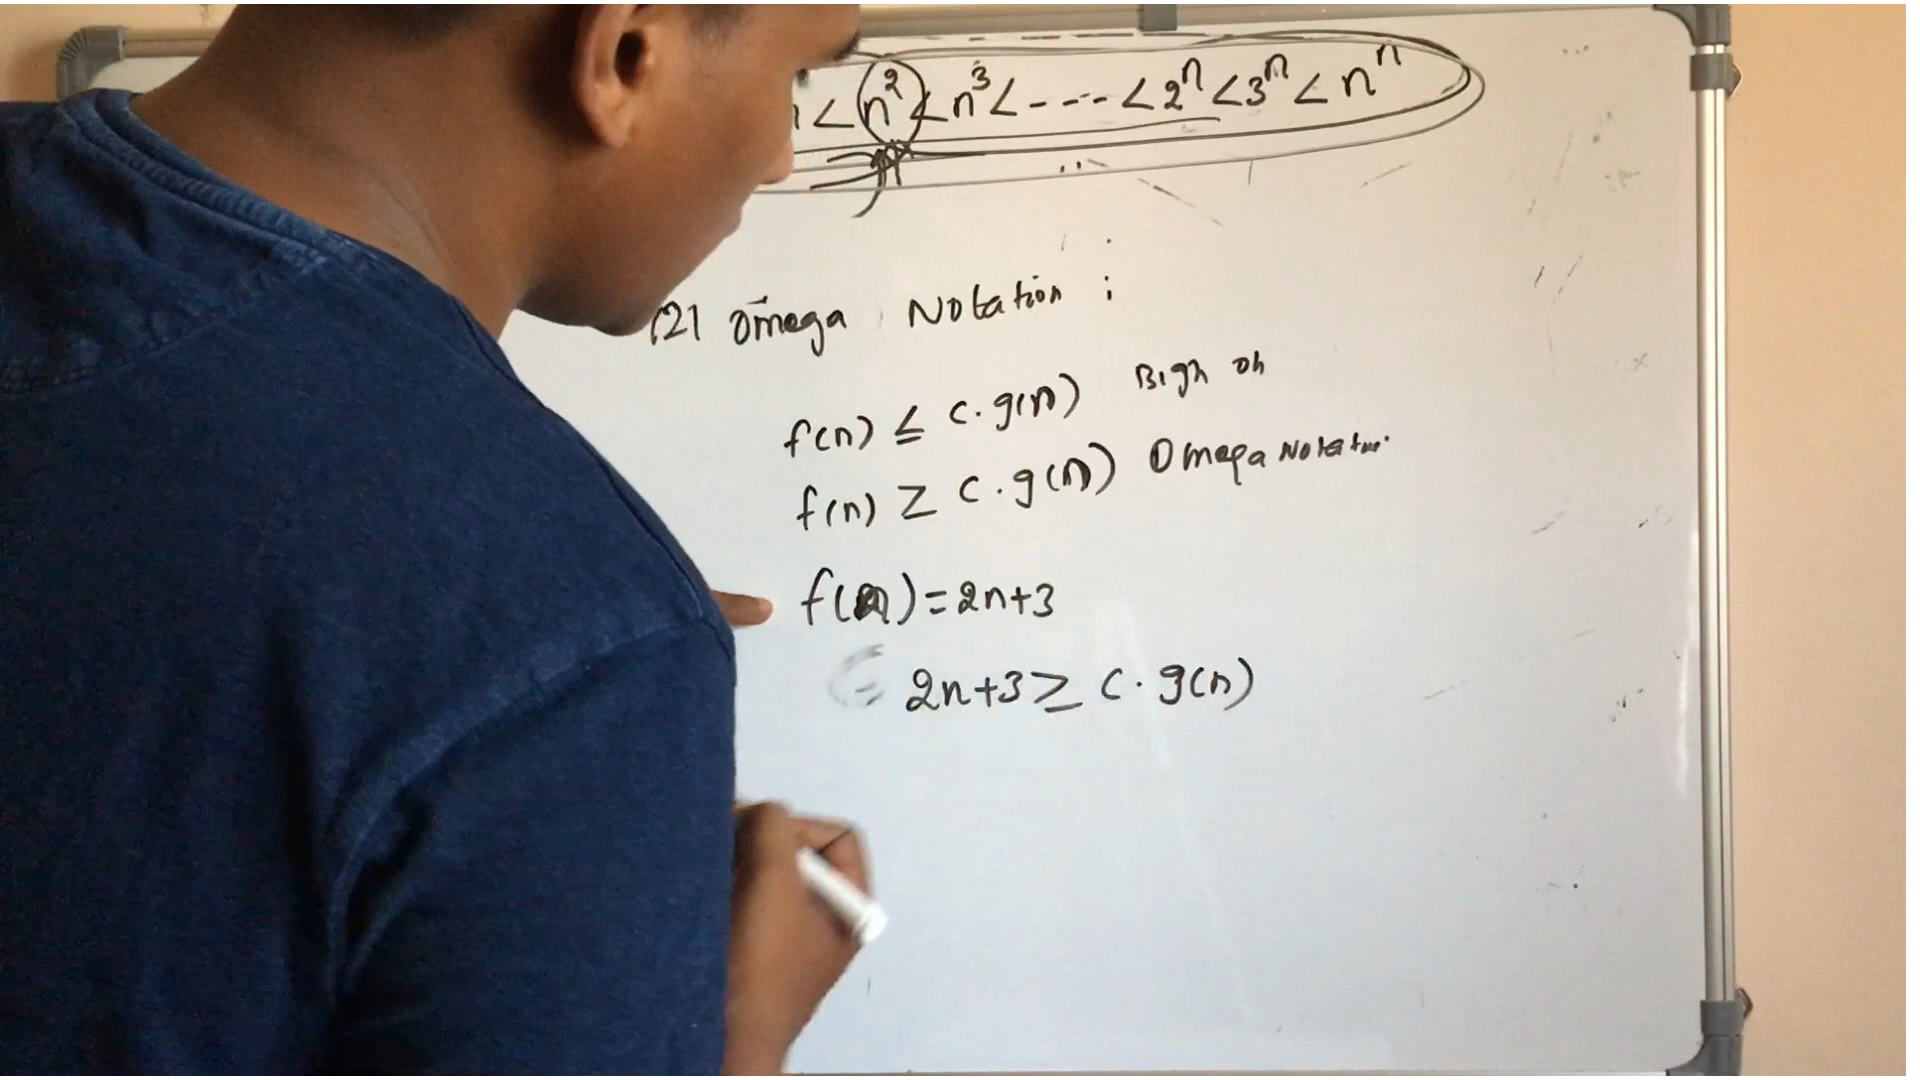 n < n² < n³ < - - - - < 2ⁿ < 3ⁿ < nⁿ
(2) Omega Notation :
f(n) ≤ c . g(n) Bigh oh
f(n) ≥ c . g(n) Omega Notation.
f(n) = 2n+3
= 2n+3 ≥ c . g(n)